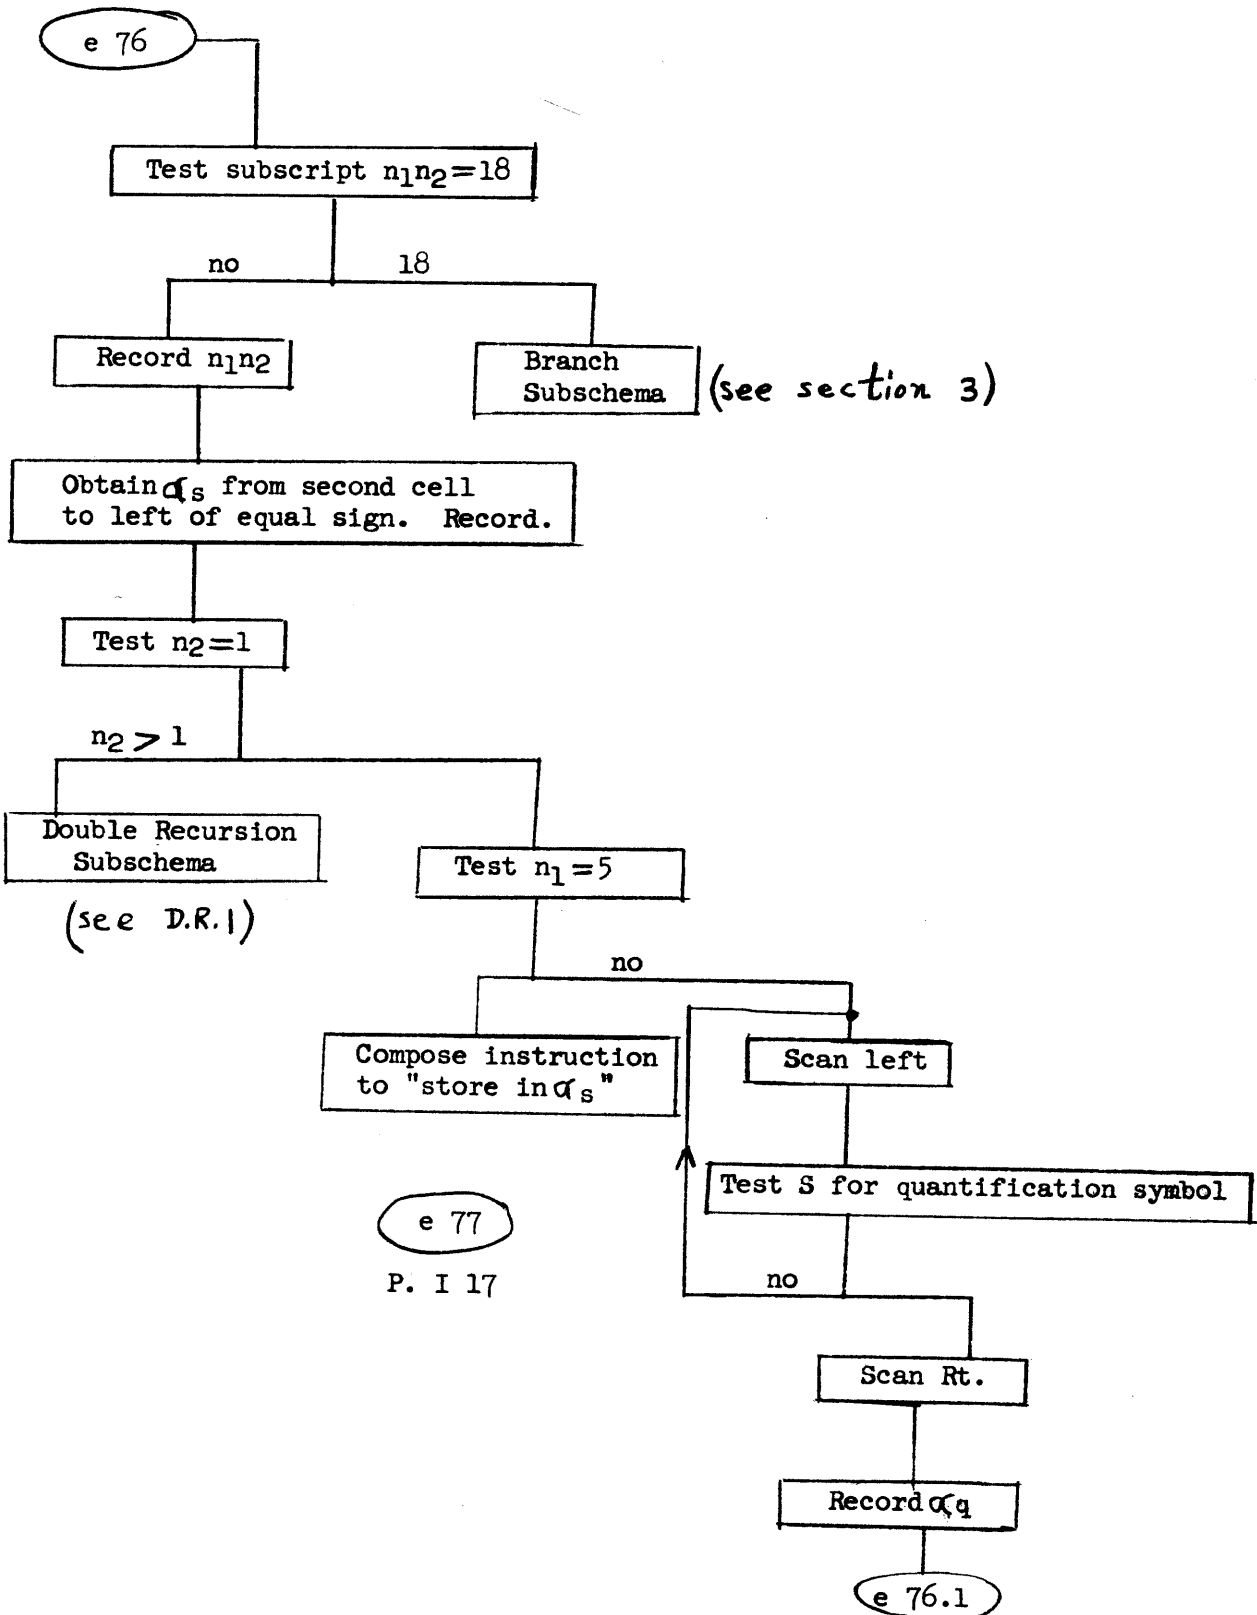 e 76
Test subscript n₁n₂=18
no
18
Record n₁n₂
Branch
Subschema
(see section 3)
Obtain αs from second cell
to left of equal sign. Record.
Test n₂=1
n₂ > 1
Double Recursion
Subschema
(see D.R.1)
Test n₁=5
no
Compose instruction
to "store in αs"
Scan left
Test S for quantification symbol
e 77
P. I 17
no
Scan Rt.
Record αq
e 76.1